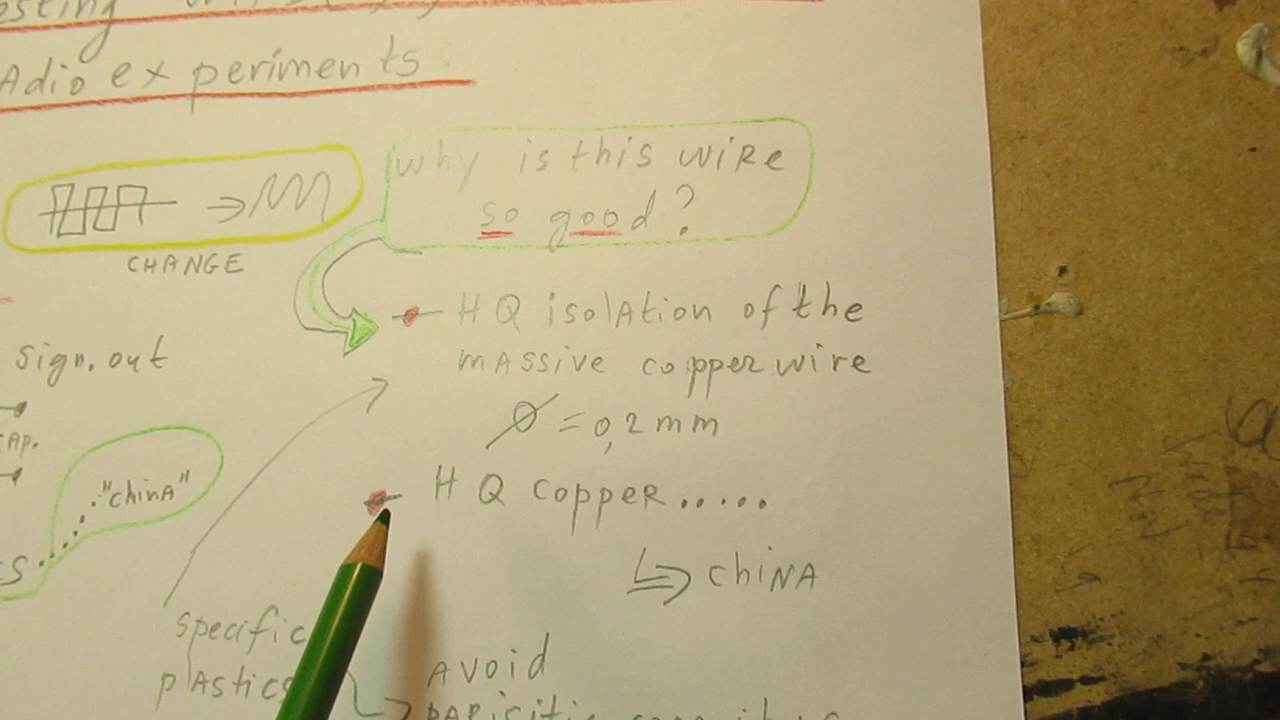 Adio experiments
why is this wire
so good?
CHANGE
HQ isolation of the
massive copper wire
Ø = 0,2 mm
sign. out
AP.
"china"
HQ copper.....
china
specific
plastics
AVOID